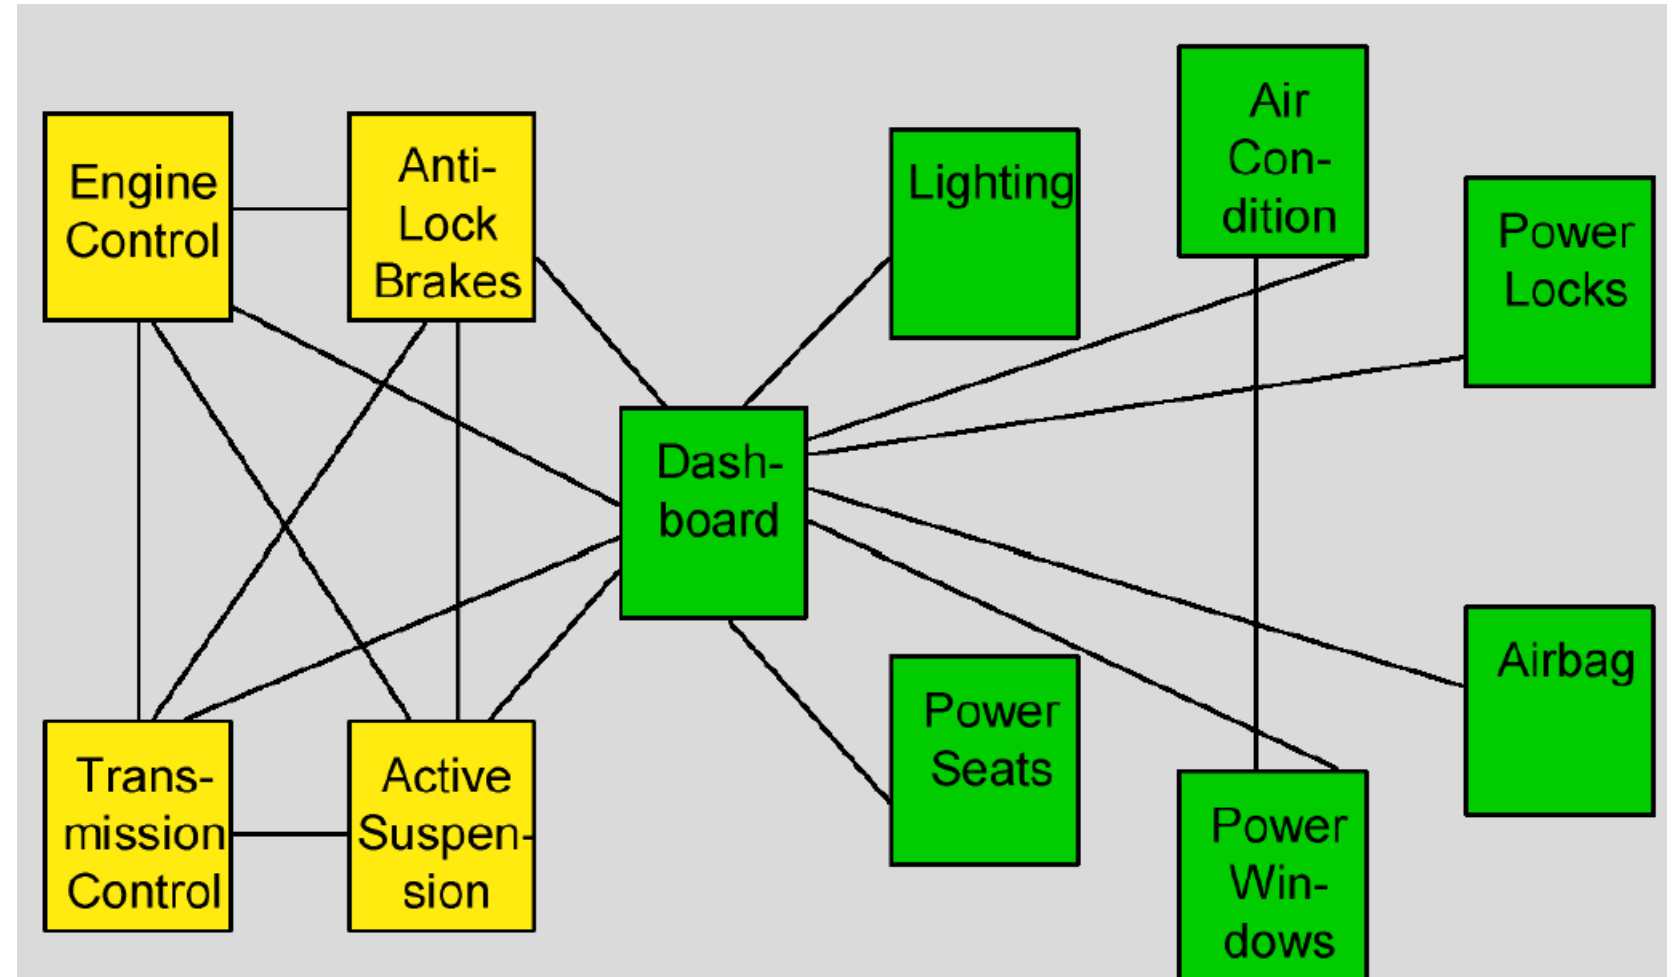 Engine
Control
Anti-
Lock
Brakes
Lighting
Air
Con-
dition
Power
Locks
Dash-
board
Trans-
mission
Control
Active
Suspen-
sion
Power
Seats
Power
Win-
dows
Airbag